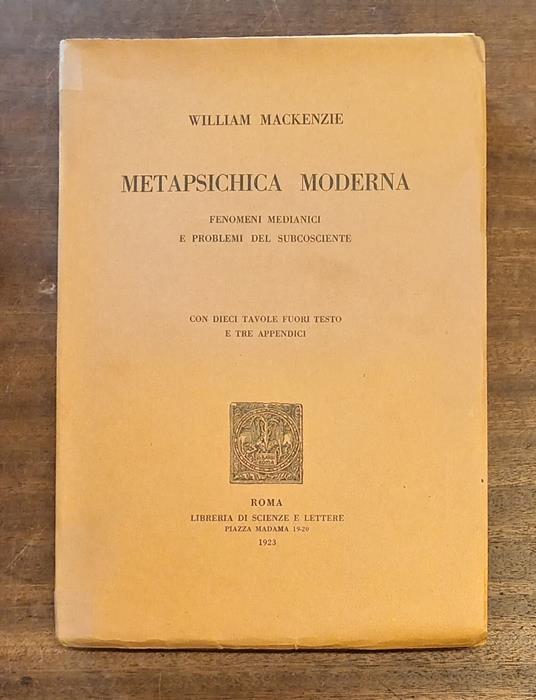 WILLIAM MACKENZIE
METAPSICHICA MODERNA
FENOMENI MEDIANICI
E PROBLEMI DEL SUBCOSCIENTE
CON DIECI TAVOLE FUORI TESTO
E TRE APPENDICI
ROMA
LIBRERIA DI SCIENZE E LETTERE
PIAZZA MADAMA 19-20
1923